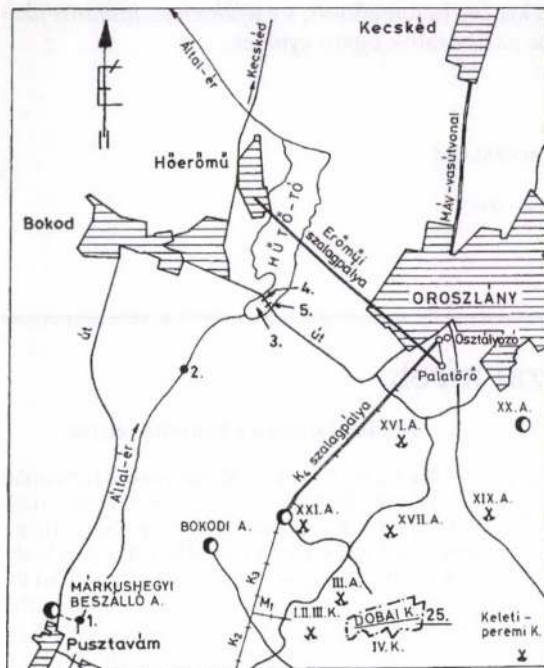 Kecskéd
Által-ér
Kecskéd
Hőerőmű
MÁV-vasútvonal
Bokod
HŰTŐ-TÓ
Erőműi
szalagpálya
4.
5.
3.
OROSZLÁNY
Osztályozó
Út
Út
2.
Palatörő
XX.A.
XVI.A.
K₄ szalagpálya
Által-ér
XXI.A.
XIX.A.
BOKODI A.
XVII.A.
K₃
MÁRKUSHEGYI
BESZÁLLÓ A.
III.A.
M₁
I.II.III.K.
DOBAI K.
25.
1.
Keleti-
peremi K.
K₂
IV.K.
Pusztavám